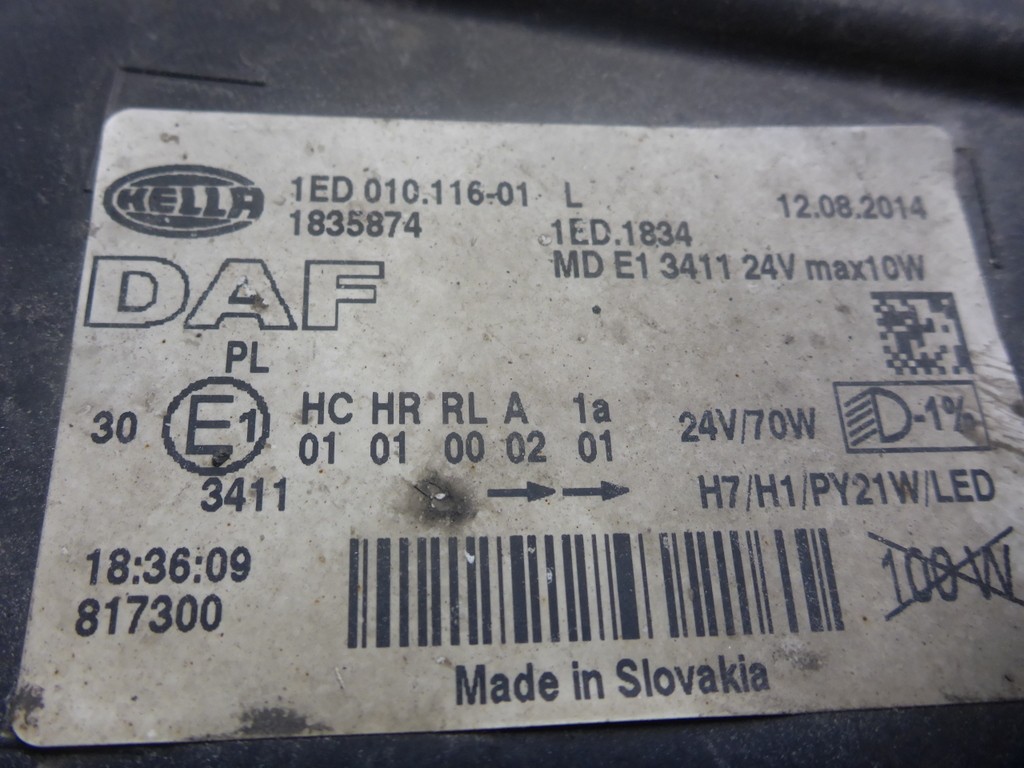 HELLA 1ED 010.116-01 L 12.08.2014
1835874 1ED.1834
MD E1 3411 24V max10W
DAF
PL
30 E1 HC HR RL A 1a 24V/70W D-1%
01 01 00 02 01
3411 H7/H1/PY21W/LED
18:36:09 100 W
817300
Made in Slovakia